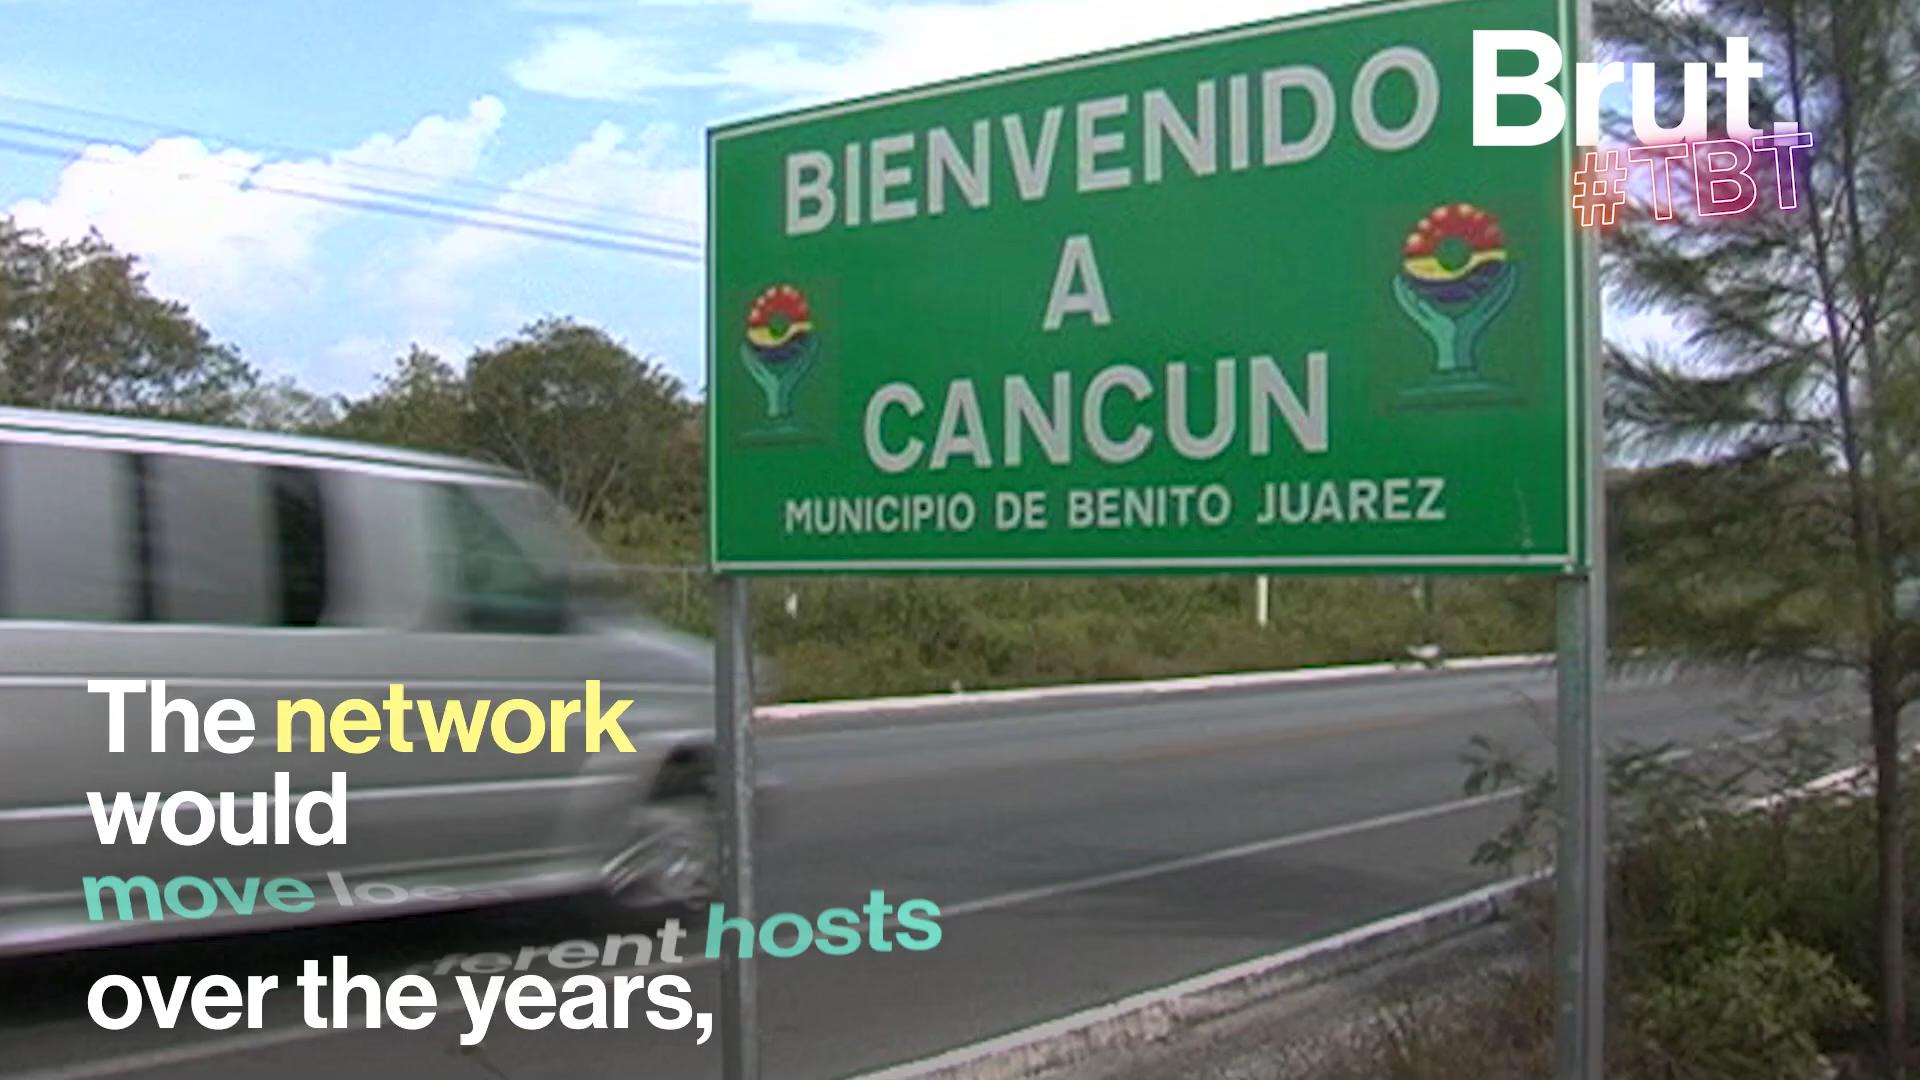 Brut.
#TBT
BIENVENIDO
A
CANCUN
MUNICIPIO DE BENITO JUAREZ
The network
would
move
hosts
over the years,